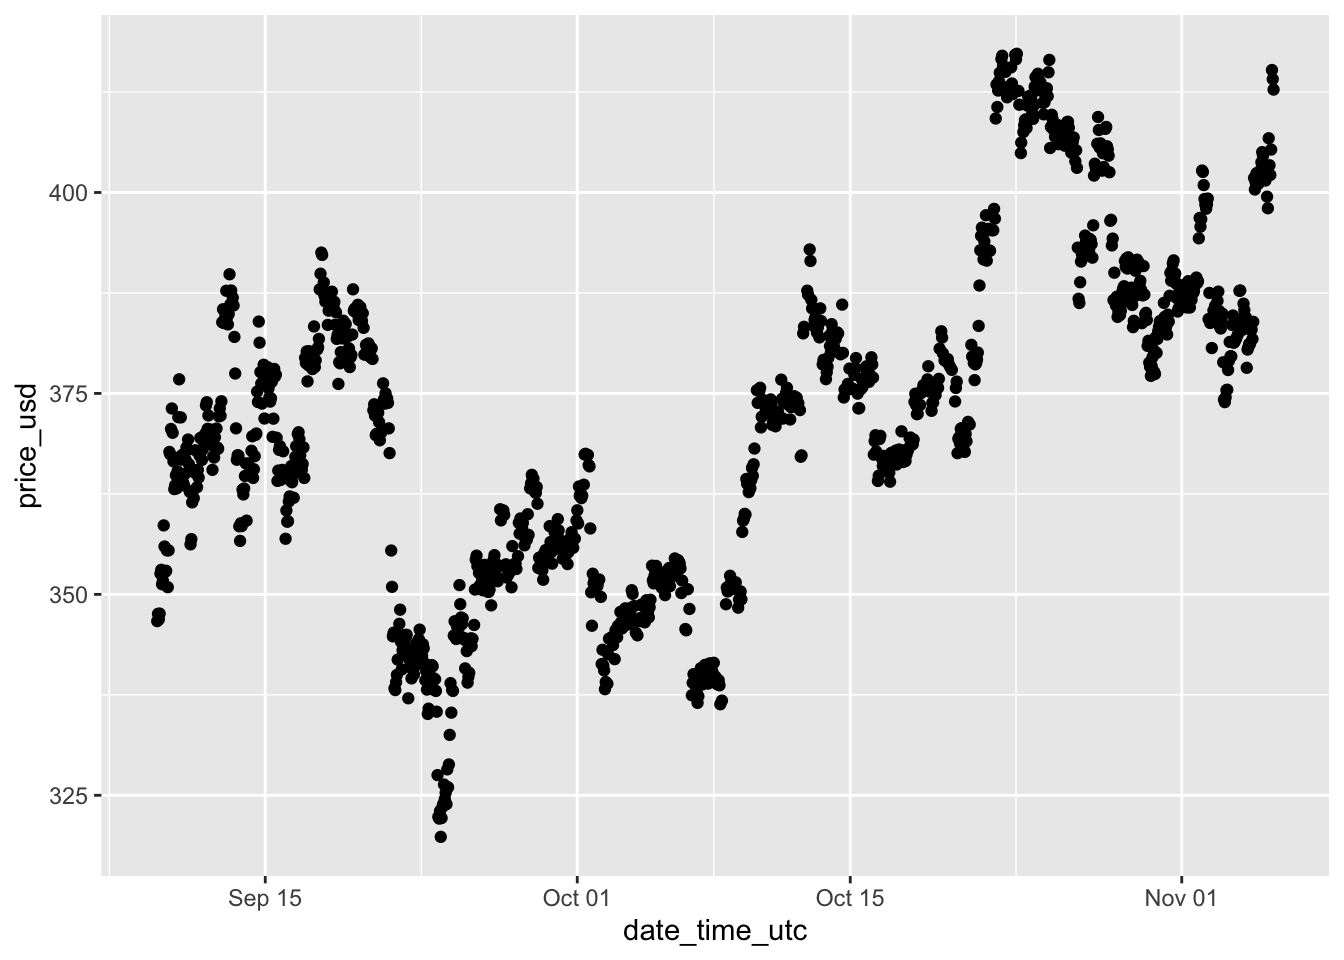 price_usd
400
375
350
325
Sep 15
Oct 01
Oct 15
Nov 01
date_time_utc